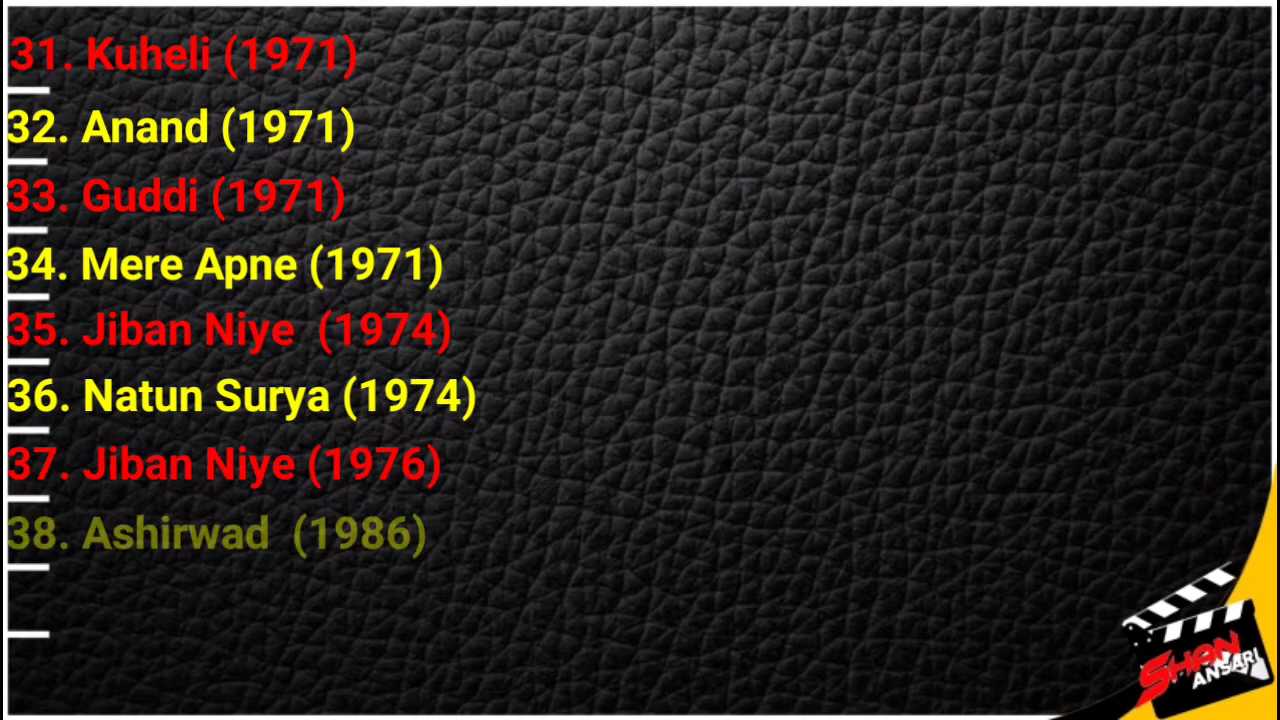 31. Kuheli (1971)
32. Anand (1971)
33. Guddi (1971)
34. Mere Apne (1971)
35. Jiban Niye (1974)
36. Natun Surya (1974)
37. Jiban Niye (1976)
38. Ashirwad (1986)
SHAN
ANSARI